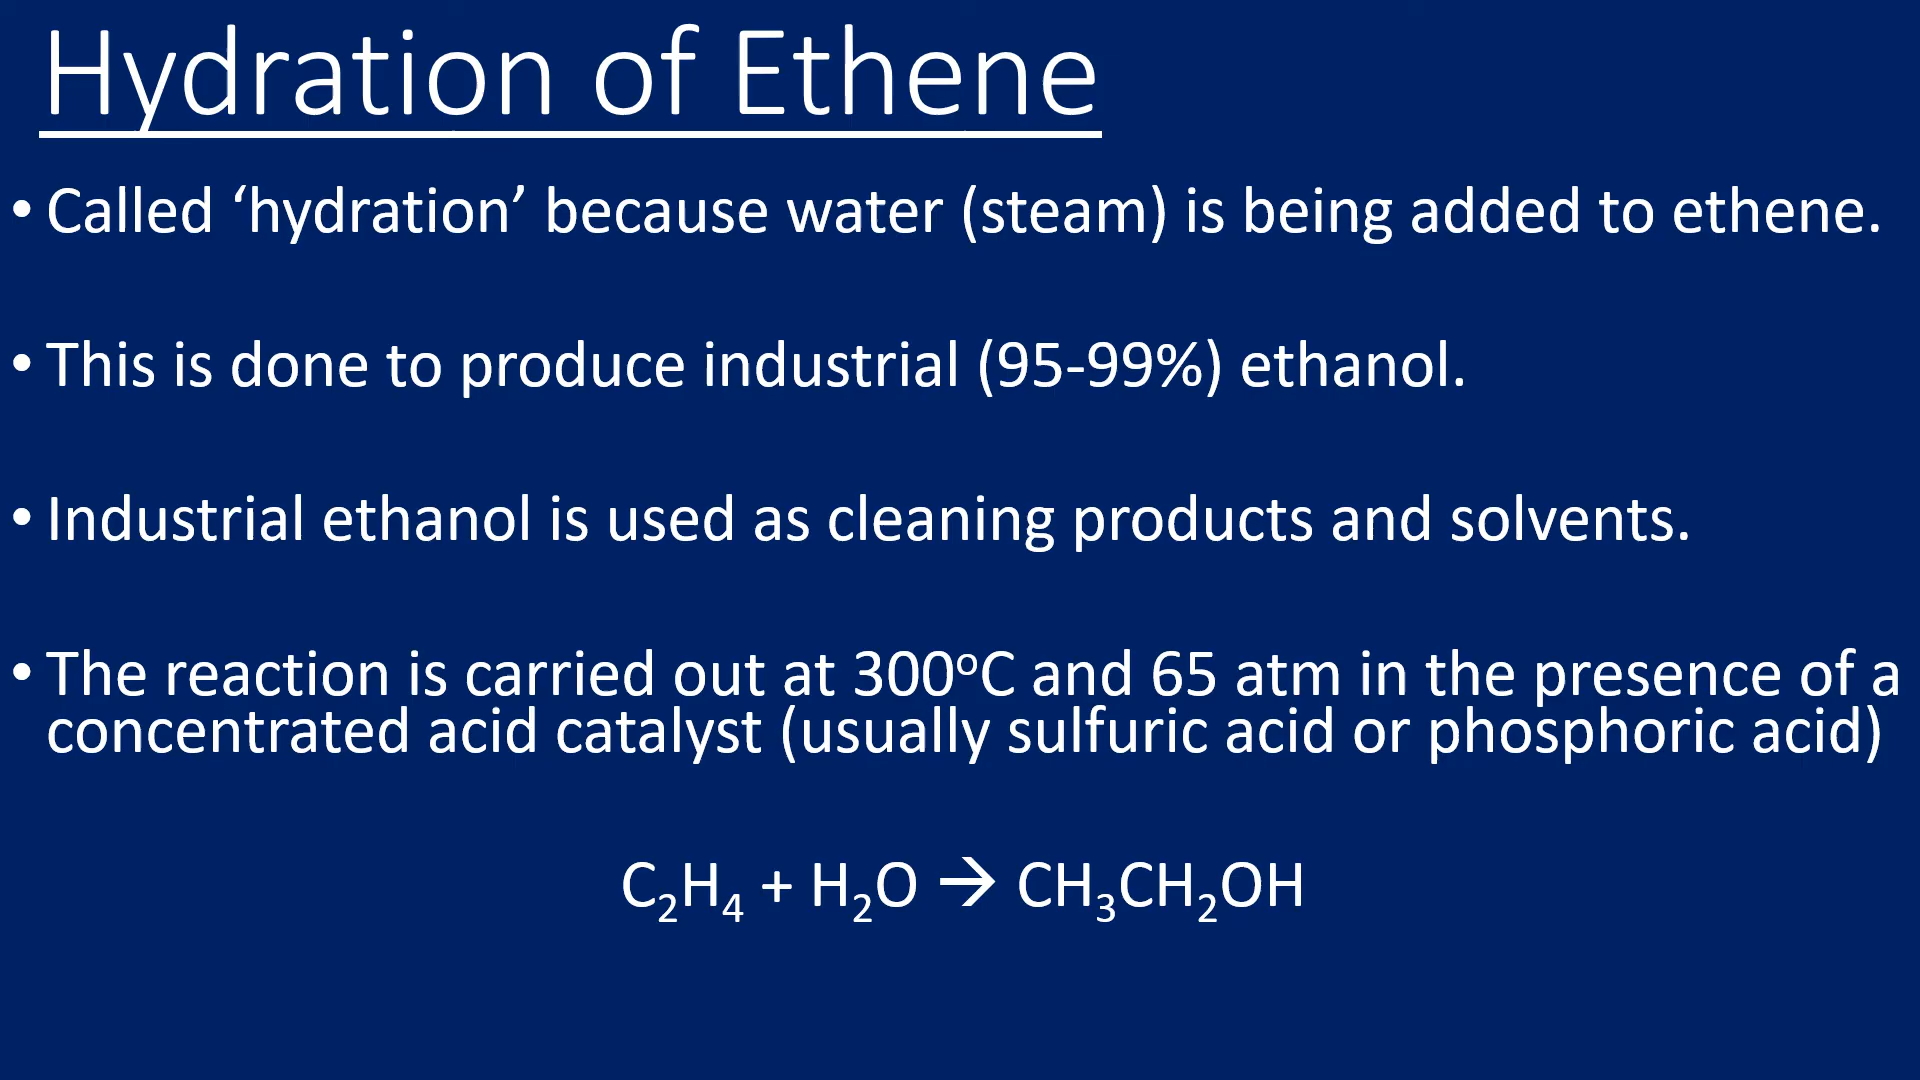 Hydration of Ethene
• Called ‘hydration’ because water (steam) is being added to ethene.
• This is done to produce industrial (95-99%) ethanol.
• Industrial ethanol is used as cleaning products and solvents.
• The reaction is carried out at 300ºC and 65 atm in the presence of a
concentrated acid catalyst (usually sulfuric acid or phosphoric acid)
C₂H₄ + H₂O → CH₃CH₂OH